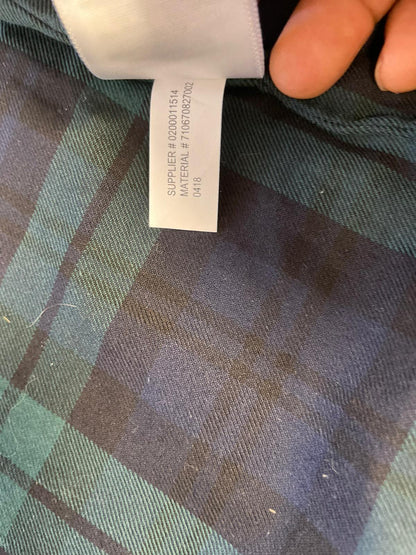 SUPPLIER # 0200011514
MATERIAL # 710670827002
0418